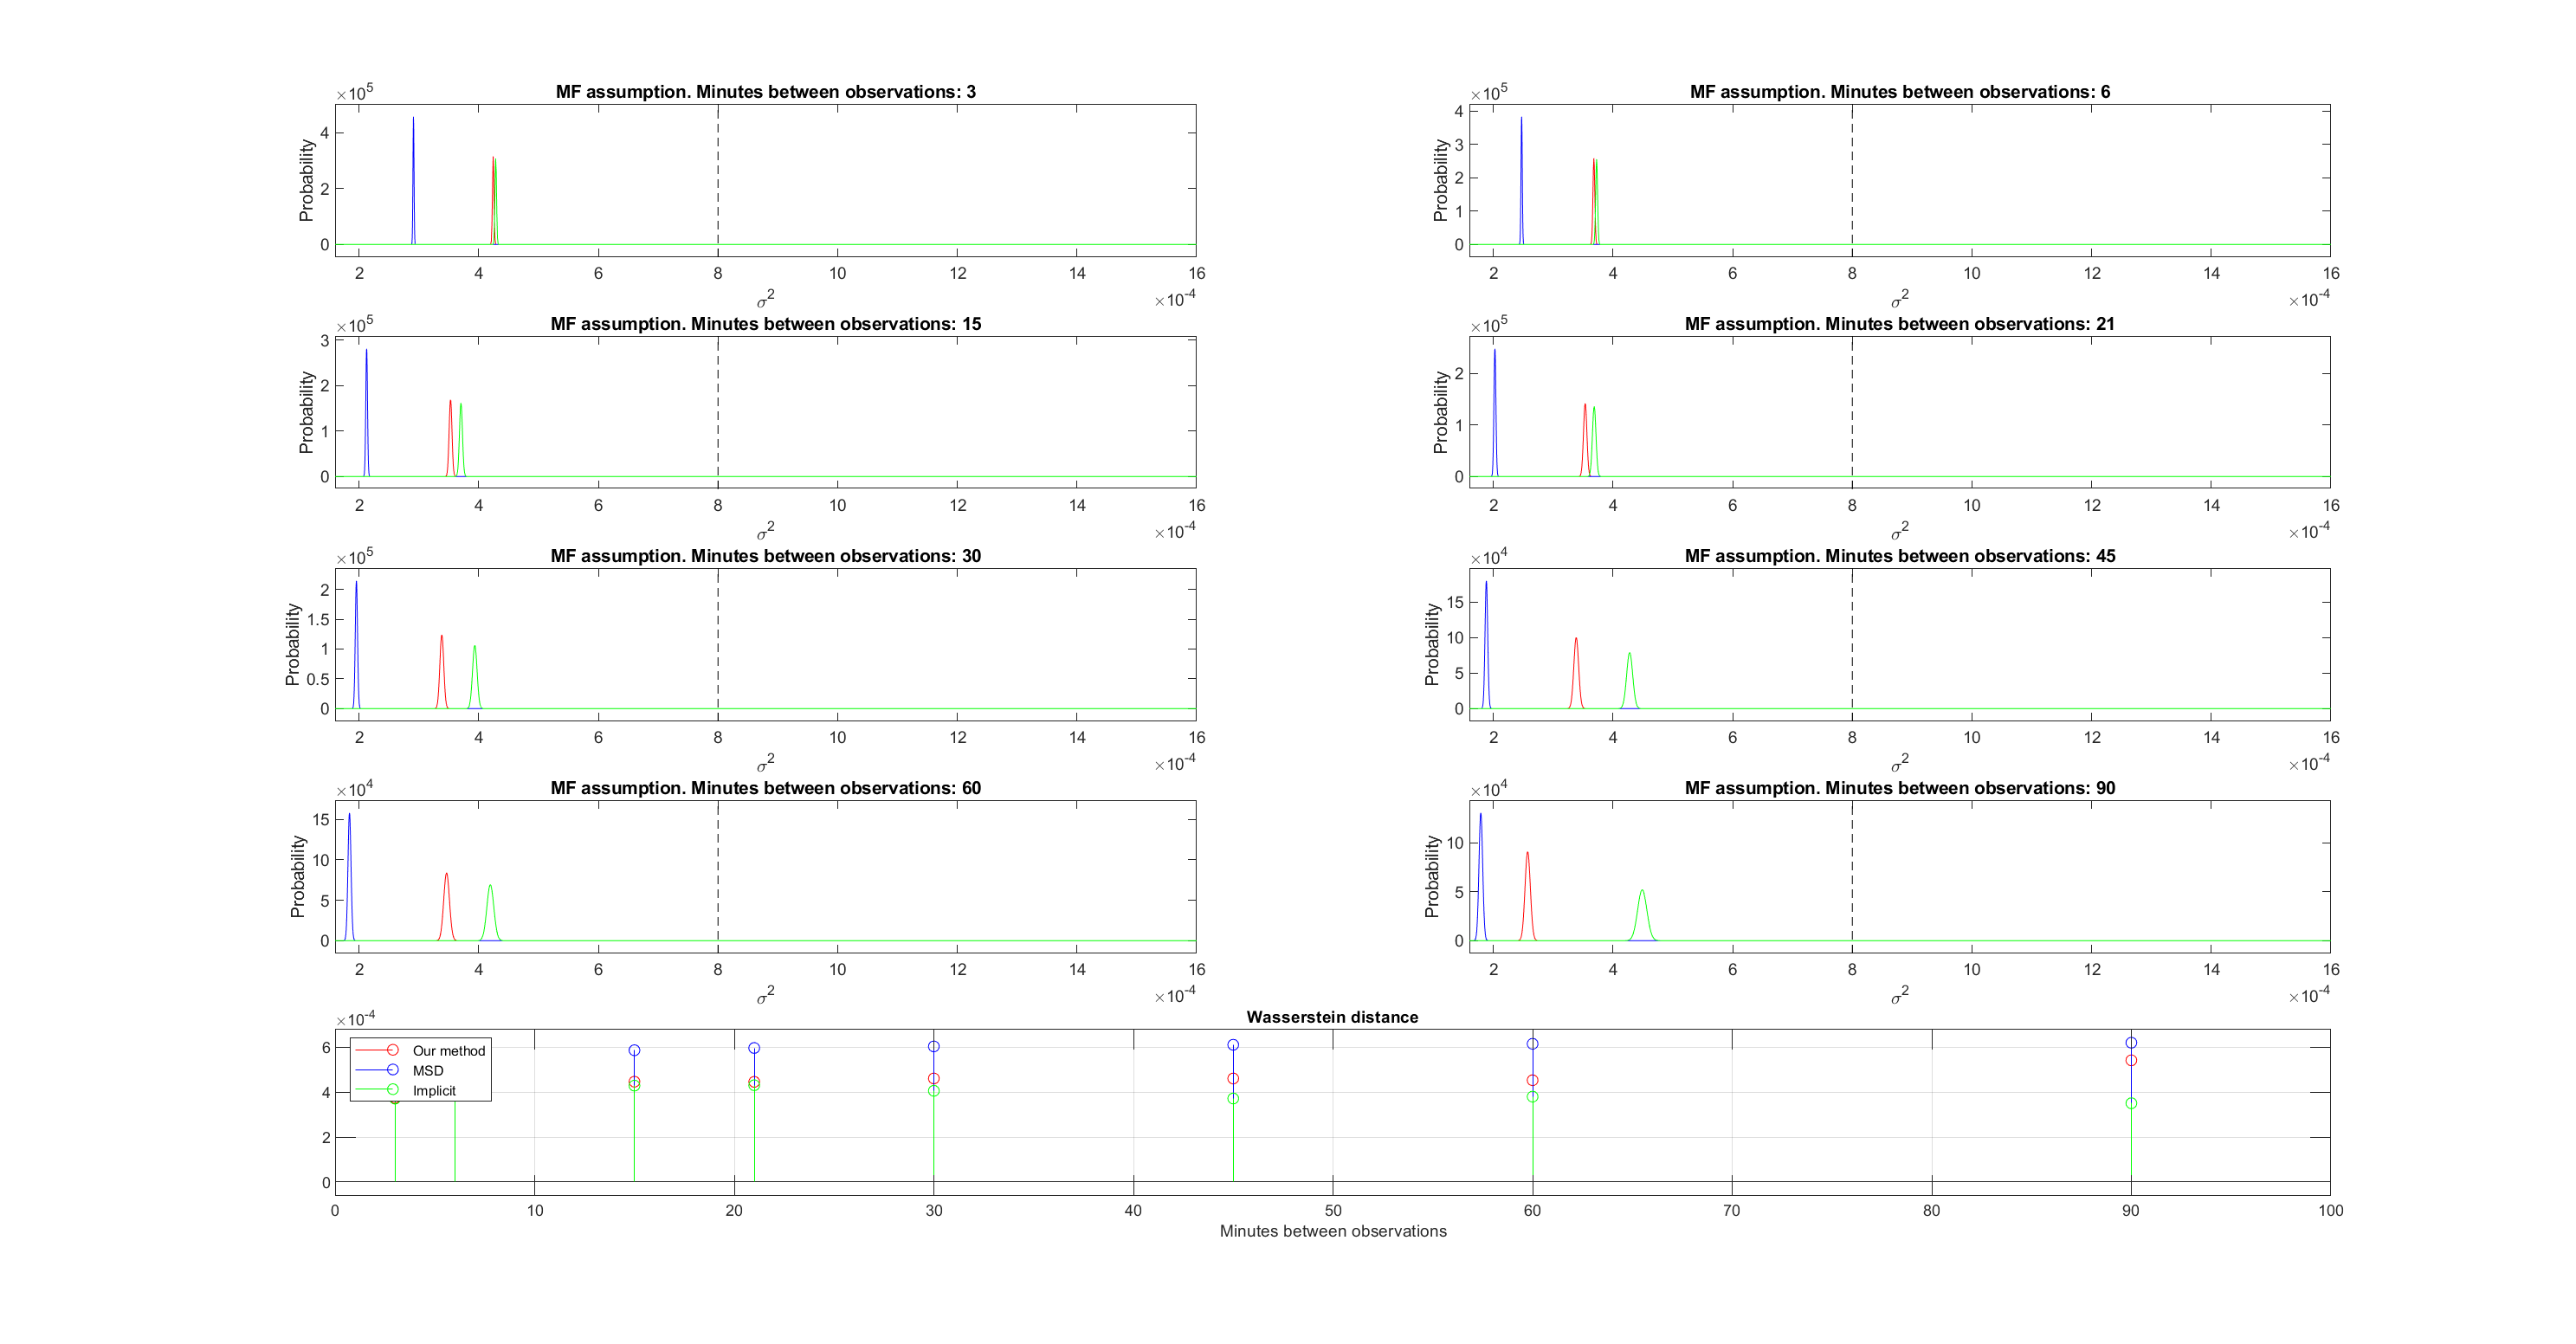 MF assumption. Minutes between observations: 3
×10^5
Probability
4
2
0
2 4 6 8 10 12 14 16
σ^2
×10^-4
MF assumption. Minutes between observations: 6
×10^5
Probability
4
3
2
1
0
2 4 6 8 10 12 14 16
σ^2
×10^-4
MF assumption. Minutes between observations: 15
×10^5
Probability
3
2
1
0
2 4 6 8 10 12 14 16
σ^2
×10^-4
MF assumption. Minutes between observations: 21
×10^5
Probability
2
1
0
2 4 6 8 10 12 14 16
σ^2
×10^-4
MF assumption. Minutes between observations: 30
×10^5
Probability
2
1.5
1
0.5
0
2 4 6 8 10 12 14 16
σ^2
×10^-4
MF assumption. Minutes between observations: 45
×10^4
Probability
15
10
5
0
2 4 6 8 10 12 14 16
σ^2
×10^-4
MF assumption. Minutes between observations: 60
×10^4
Probability
15
10
5
0
2 4 6 8 10 12 14 16
σ^2
×10^-4
MF assumption. Minutes between observations: 90
×10^4
Probability
10
5
0
2 4 6 8 10 12 14 16
σ^2
×10^-4
Wasserstein distance
×10^-4
6
4
2
0
Our method
MSD
Implicit
0 10 20 30 40 50 60 70 80 90 100
Minutes between observations